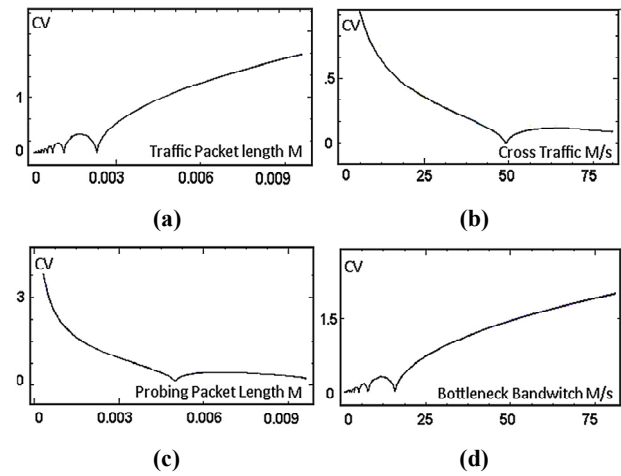 CV
1
0
Traffic Packet length M
0 0.003 0.006 0.009
(a)
CV
.5
0
Cross Traffic M/s
0 25 50 75
(b)
CV
3
0
Probing Packet Length M
0 0.003 0.006 0.009
(c)
CV
1.5
0
Bottleneck Bandwitch M/s
0 25 50 75
(d)